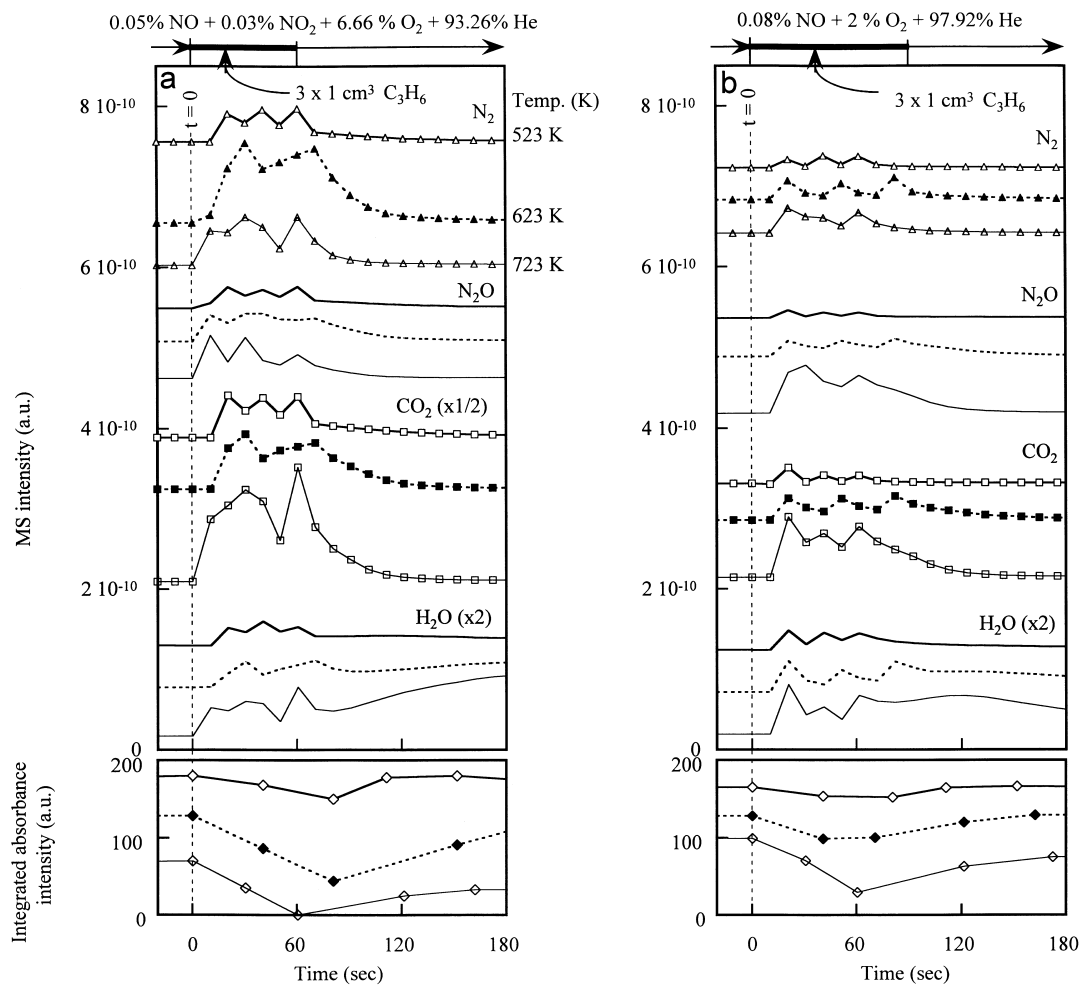 0.05% NO + 0.03% NO₂ + 6.66 % O₂ + 93.26% He
0.08% NO + 2 % O₂ + 97.92% He
a
t = 0
3 x 1 cm³ C₃H₆
Temp. (K)
8 10⁻¹⁰
N₂
523 K
623 K
723 K
6 10⁻¹⁰
N₂O
CO₂ (x1/2)
4 10⁻¹⁰
2 10⁻¹⁰
H₂O (x2)
0
MS intensity (a.u.)
b
t = 0
3 x 1 cm³ C₃H₆
8 10⁻¹⁰
N₂
6 10⁻¹⁰
N₂O
4 10⁻¹⁰
CO₂
2 10⁻¹⁰
H₂O (x2)
0
Integrated absorbance
intensity (a.u.)
200
100
0
0 60 120 180
Time (sec)
200
100
0
0 60 120 180
Time (sec)